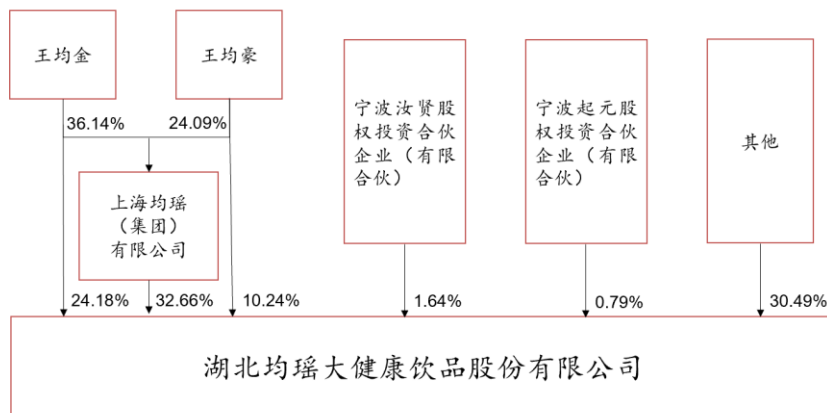 王均金
王均豪
宁波汝贤股
权投资合伙
企业（有限
合伙）
宁波起元股
权投资合伙
企业（有限
合伙）
其他
36.14%
24.09%
上海均瑶
（集团）
有限公司
24.18%
32.66%
10.24%
1.64%
0.79%
30.49%
湖北均瑶大健康饮品股份有限公司